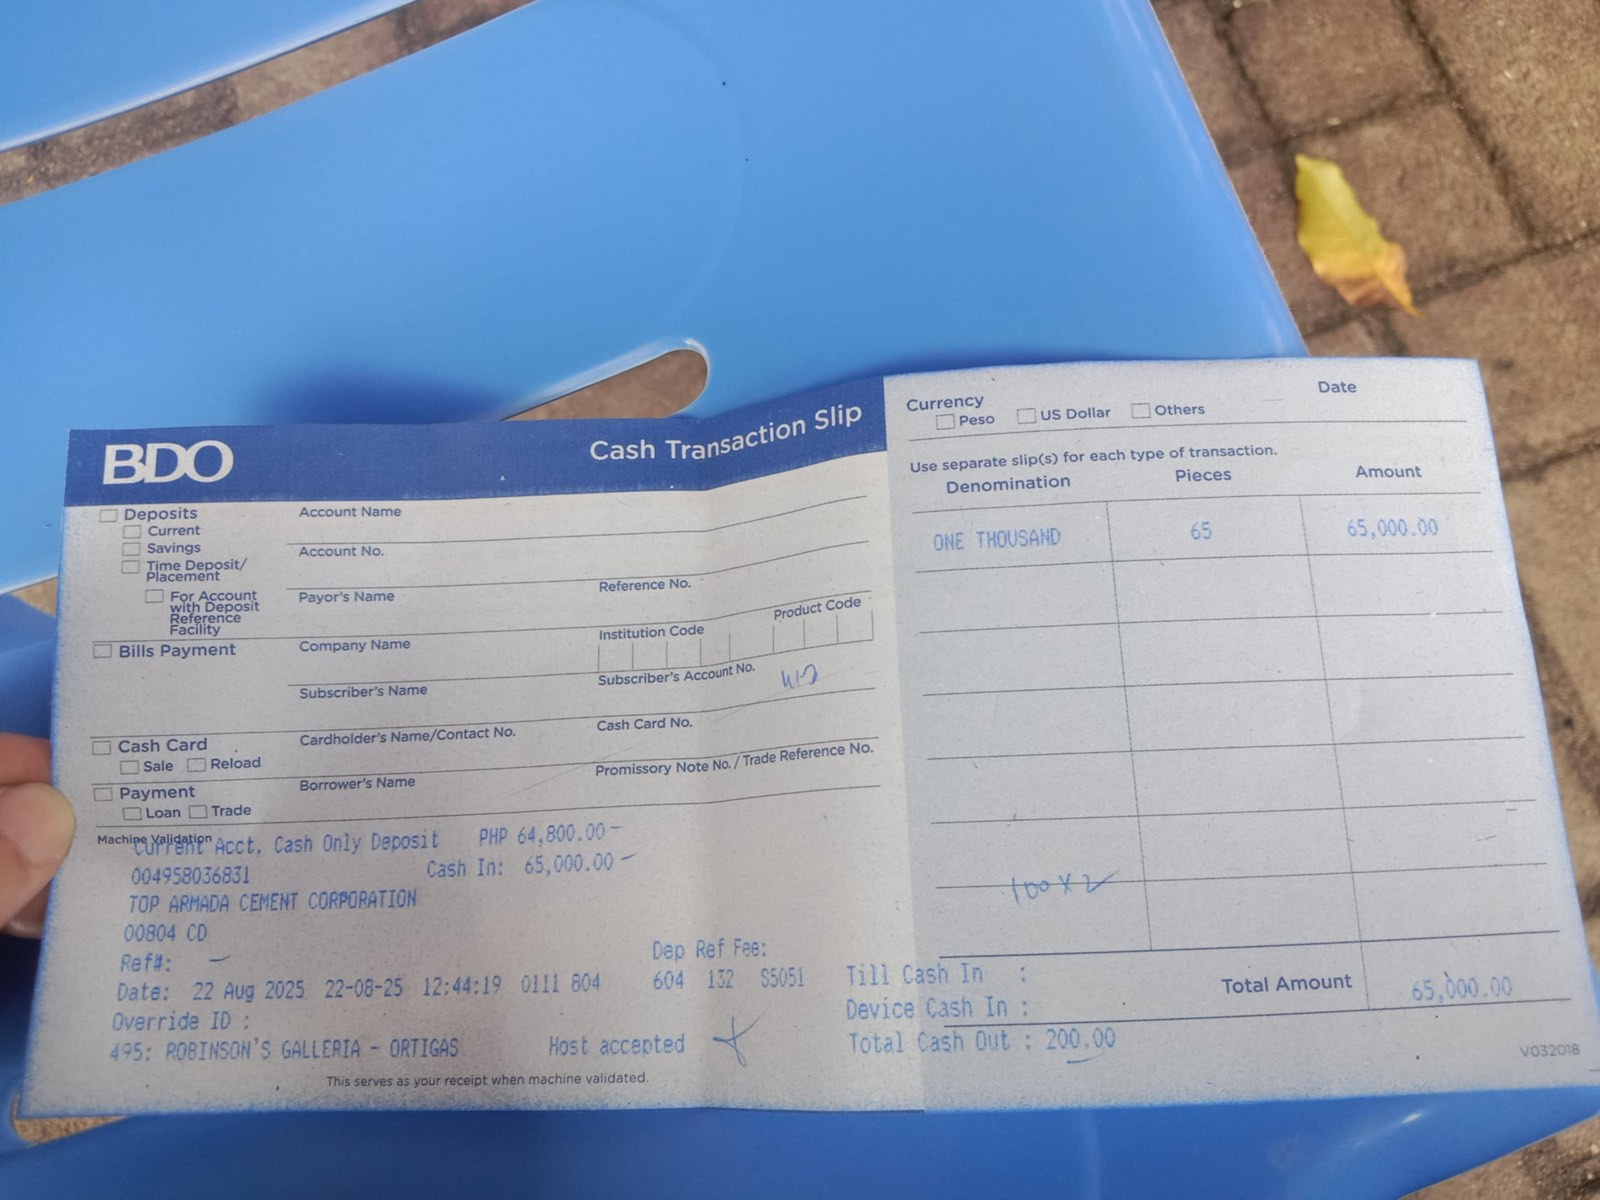 BDO
Cash Transaction Slip
Deposits
Current
Savings
Time Deposit/
Placement
For Account
with Deposit
Reference
Facility
Account Name
Account No.
Payor's Name
Reference No.
Bills Payment
Company Name
Institution Code
Product Code
Subscriber's Name
Subscriber's Account No.
Cash Card
Sale Reload
Cardholder's Name/Contact No.
Cash Card No.
Payment
Loan Trade
Borrower's Name
Promissory Note No. / Trade Reference No.
Machine Validation
Current Acct, Cash Only Deposit PHP 64,800.00
004958036831 Cash In: 65,000.00
TOP ARMADA CEMENT CORPORATION
00804 CD
Ref#: Dep Ref Fee:
Date: 22 Aug 2025 22-08-25 12:44:19 0111 804 604 132 S5051
Override ID :
495: ROBINSON'S GALLERIA - ORTIGAS Host accepted
This serves as your receipt when machine validated.
Currency
Peso US Dollar Others
Date
Use separate slip(s) for each type of transaction.
Denomination Pieces Amount
ONE THOUSAND 65 65,000.00
100 x 2
Till Cash In :
Total Amount 65,000.00
Device Cash In :
Total Cash Out : 200.00
V032018